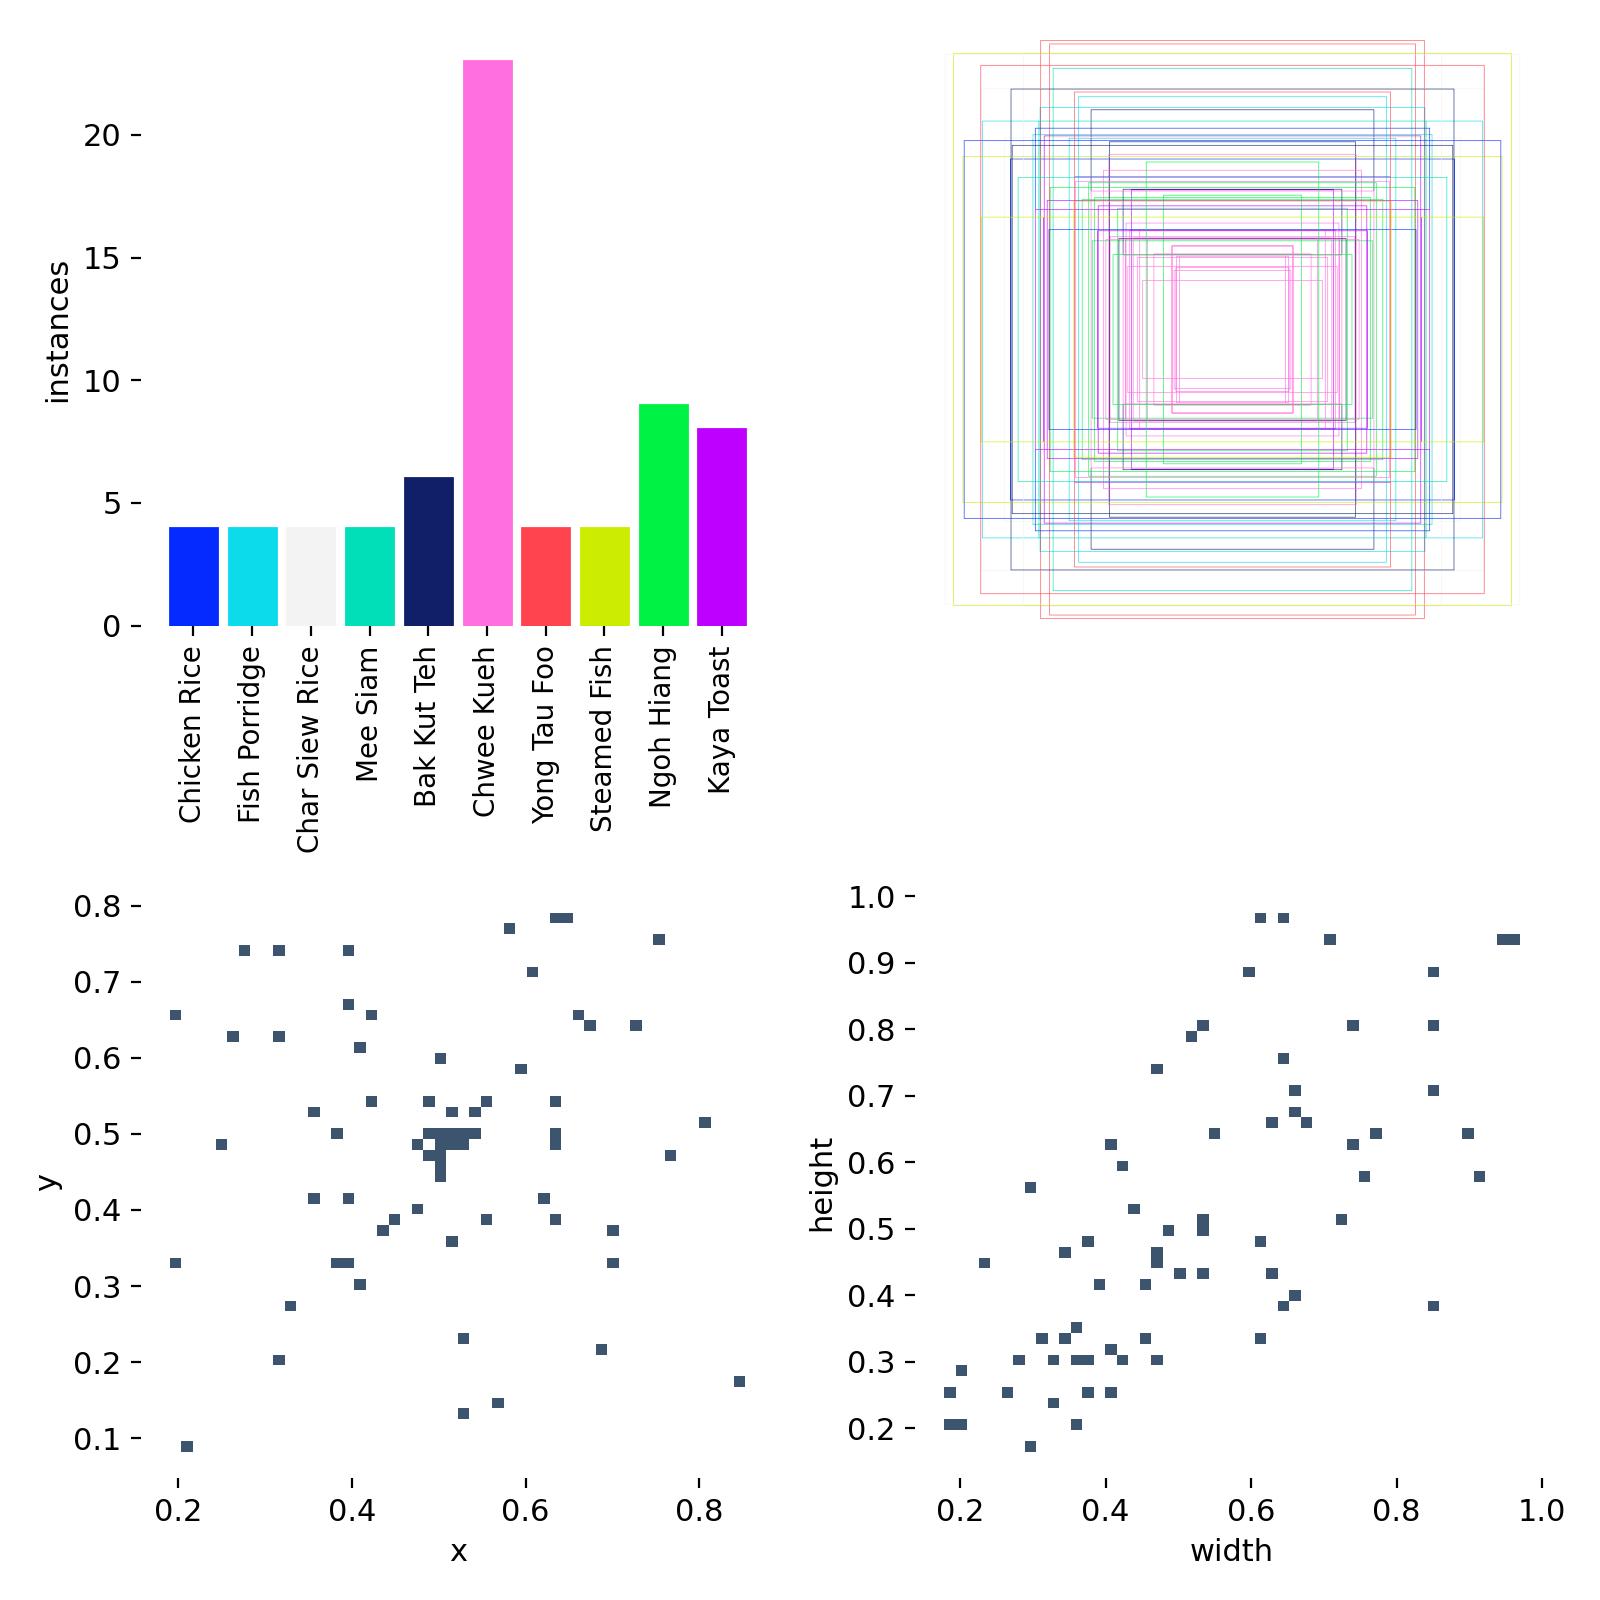 instances
20
15
10
5
0
Chicken Rice
Fish Porridge
Char Siew Rice
Mee Siam
Bak Kut Teh
Chwee Kueh
Yong Tau Foo
Steamed Fish
Ngoh Hiang
Kaya Toast
y
0.8
0.7
0.6
0.5
0.4
0.3
0.2
0.1
0.2 0.4 0.6 0.8
x
height
1.0
0.9
0.8
0.7
0.6
0.5
0.4
0.3
0.2
0.2 0.4 0.6 0.8 1.0
width